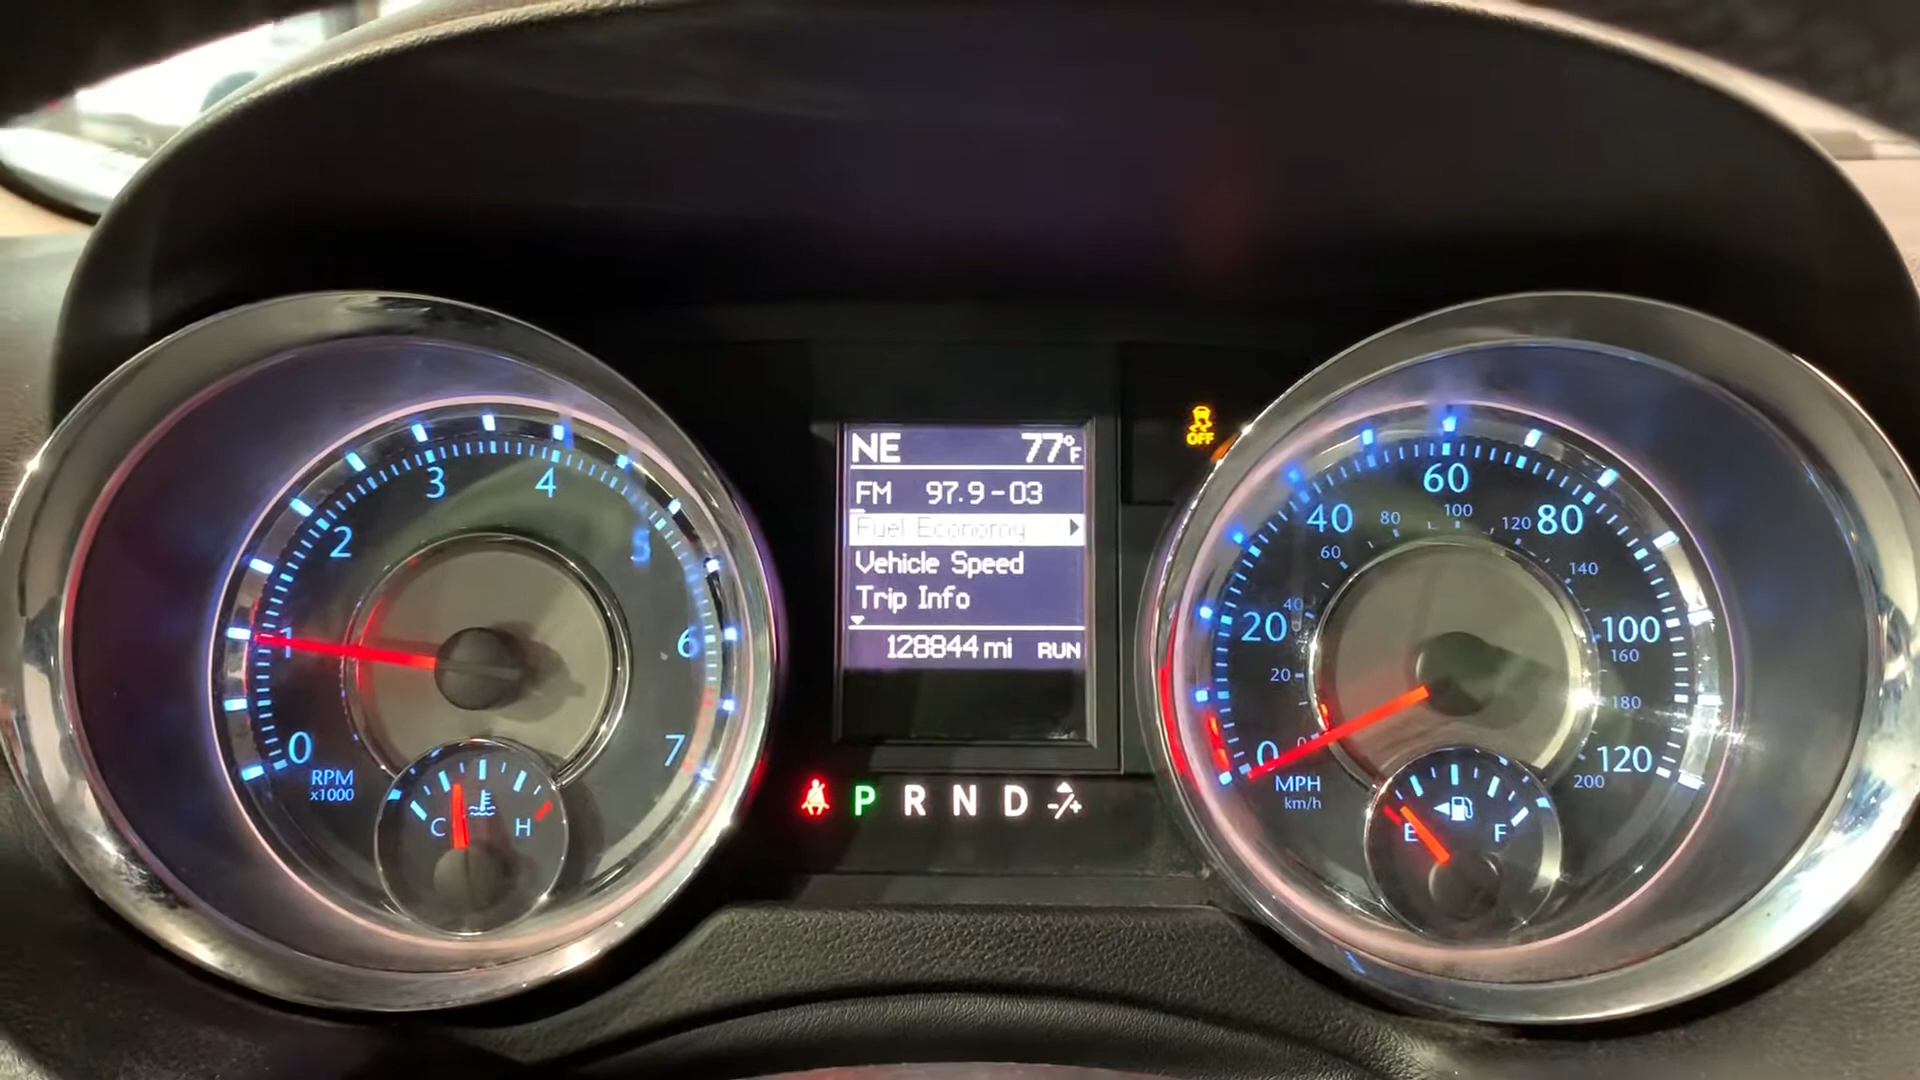 NE 77°F
FM 97.9-03
Fuel Economy
Vehicle Speed
Trip Info
128844 mi RUN
OFF
P R N D -/+
0
1
2
3
4
5
6
7
RPM
x1000
C H
0
20
40
60
80
100
120
MPH
km/h
0
20
40
60
80
100
120
140
160
180
200
E F